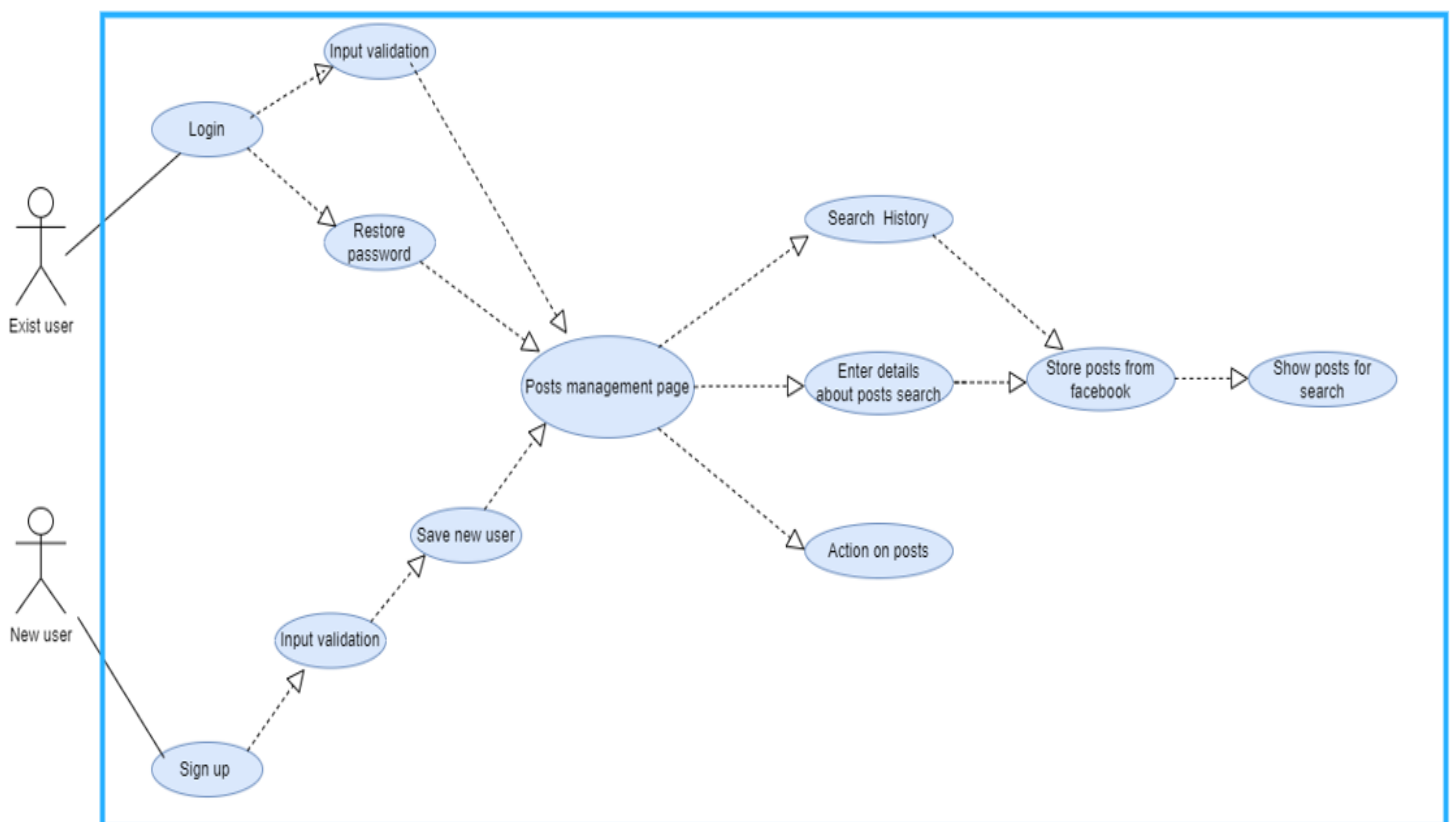 Input validation
Login
Restore
password
Exist user
Search  History
Posts management page
Enter details
about posts search
Store posts from
facebook
Show posts for
search
Save new user
Action on posts
New user
Input validation
Sign up